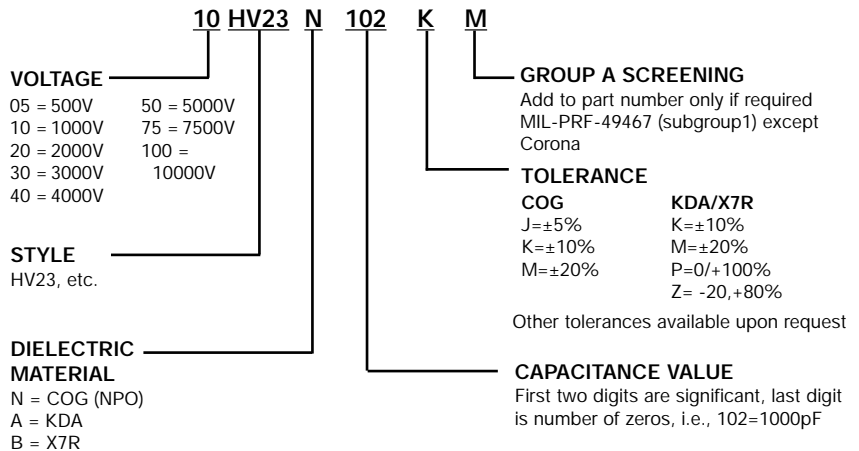 10 HV23 N 102 K M
VOLTAGE
05 = 500V 50 = 5000V
10 = 1000V 75 = 7500V
20 = 2000V 100 =
30 = 3000V 10000V
40 = 4000V
STYLE
HV23, etc.
DIELECTRIC
MATERIAL
N = COG (NPO)
A = KDA
B = X7R
GROUP A SCREENING
Add to part number only if required
MIL-PRF-49467 (subgroup1) except
Corona
TOLERANCE
COG KDA/X7R
J=±5% K=±10%
K=±10% M=±20%
M=±20% P=0/+100%
Z= -20,+80%
Other tolerances available upon request
CAPACITANCE VALUE
First two digits are significant, last digit
is number of zeros, i.e., 102=1000pF